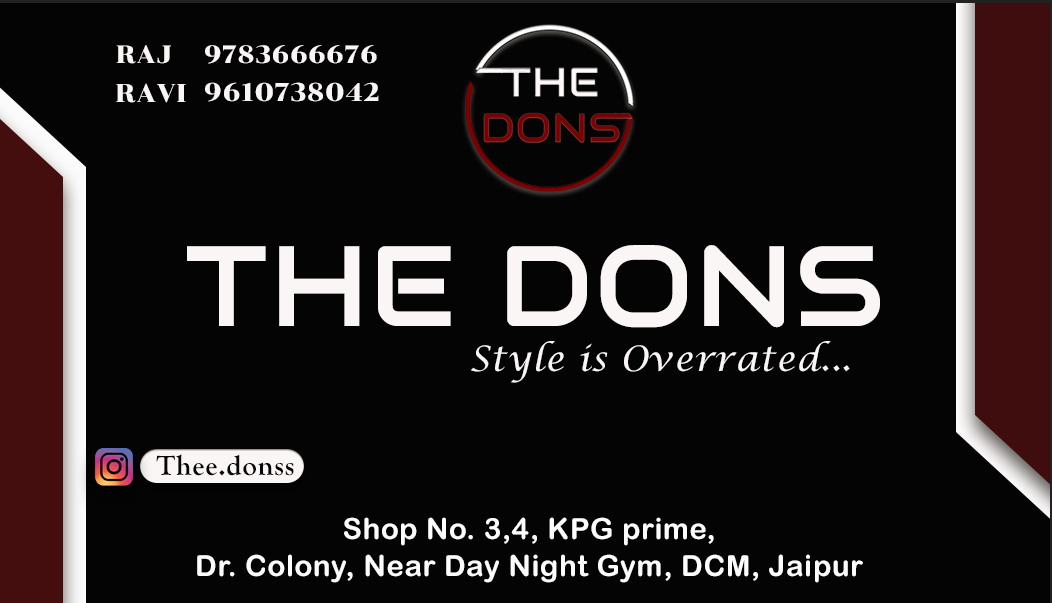 RAJ 9783666676
RAVI 9610738042
THE
DONS
THE DONS
Style is Overrated...
Thee.donss
Shop No. 3,4, KPG prime,
Dr. Colony, Near Day Night Gym, DCM, Jaipur